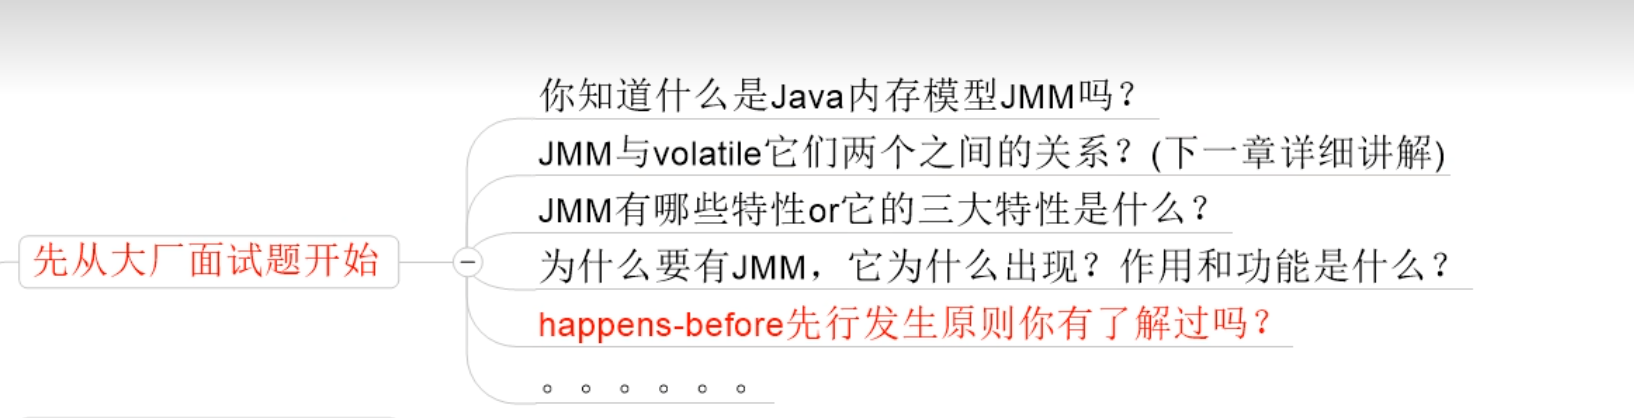 你知道什么是Java内存模型JMM吗？
JMM与volatile它们两个之间的关系？(下一章详细讲解)
JMM有哪些特性or它的三大特性是什么？
为什么要有JMM，它为什么出现？作用和功能是什么？
先从大厂面试题开始
happens-before先行发生原则你有了解过吗？
。。。。。。